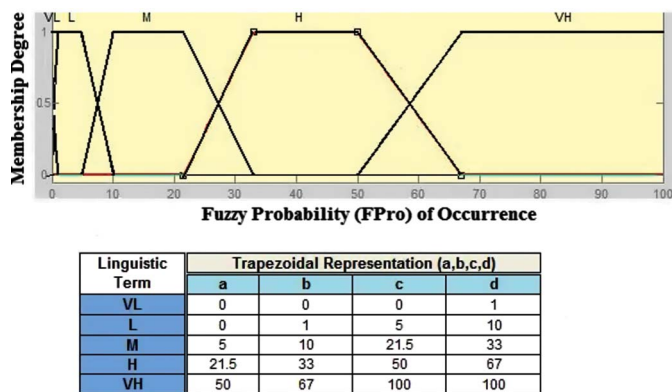 VL L M H VH
1
0.5
0
0 10 20 30 40 50 60 70 80 90 100
Membership Degree
Fuzzy Probability (FPro) of Occurrence
Linguistic Term Trapezoidal Representation (a,b,c,d)
a b c d
VL 0 0 0 1
L 0 1 5 10
M 5 10 21.5 33
H 21.5 33 50 67
VH 50 67 100 100